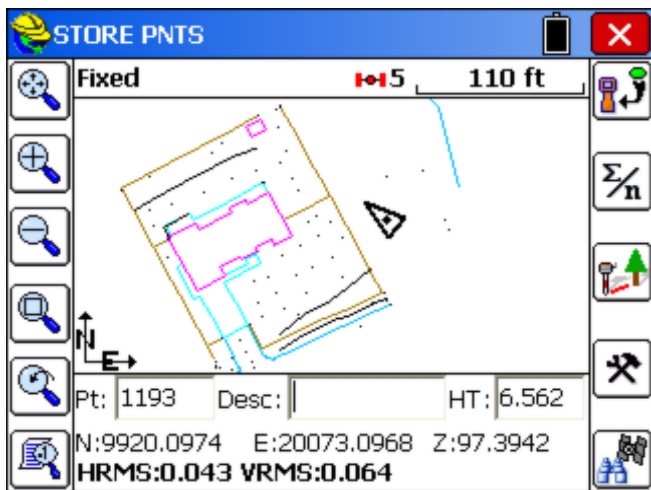 STORE PNTS
Fixed 5 110 ft
Σ/n
N
E
Pt: 1193 Desc: HT: 6.562
N:9920.0974 E:20073.0968 Z:97.3942
HRMS:0.043 VRMS:0.064